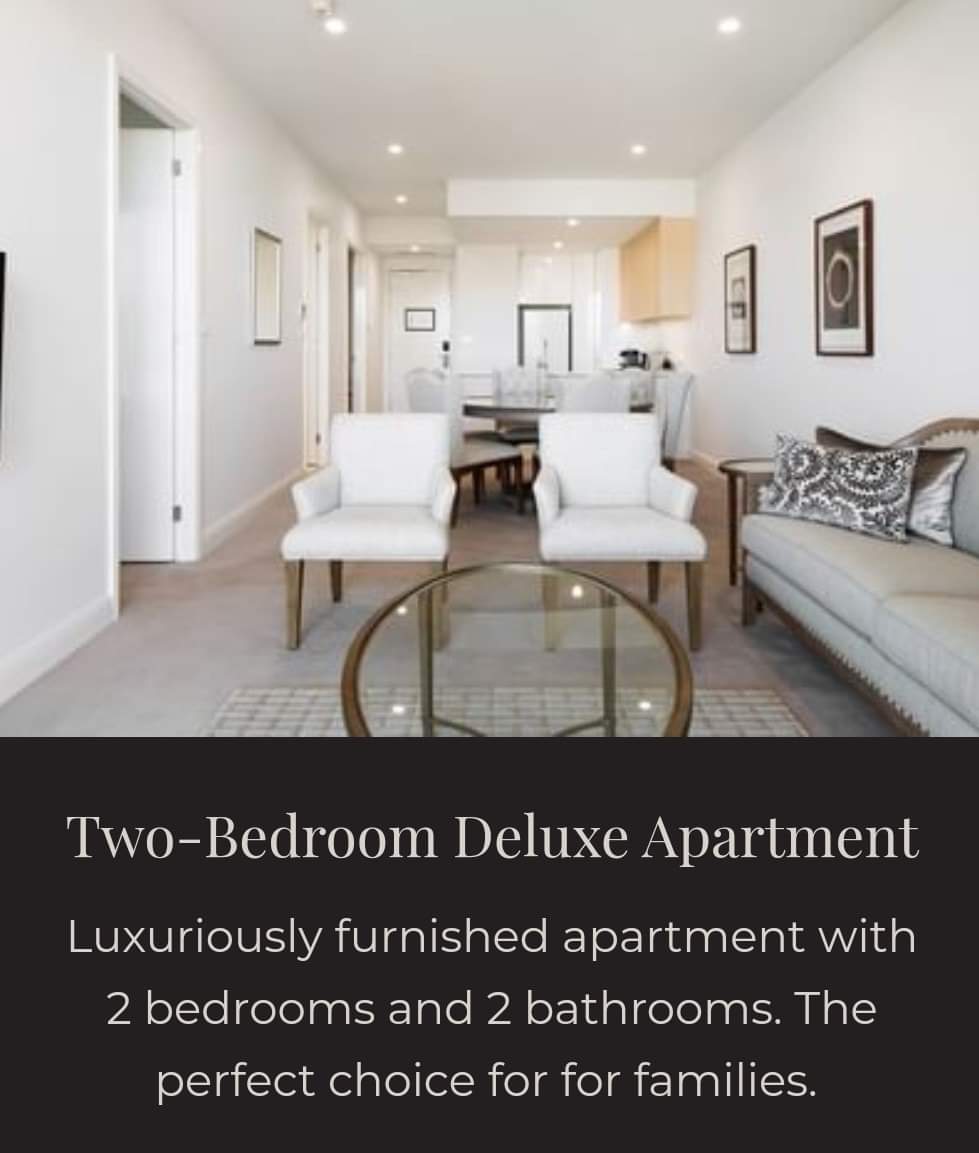 Two-Bedroom Deluxe Apartment
Luxuriously furnished apartment with
2 bedrooms and 2 bathrooms. The
perfect choice for for families.